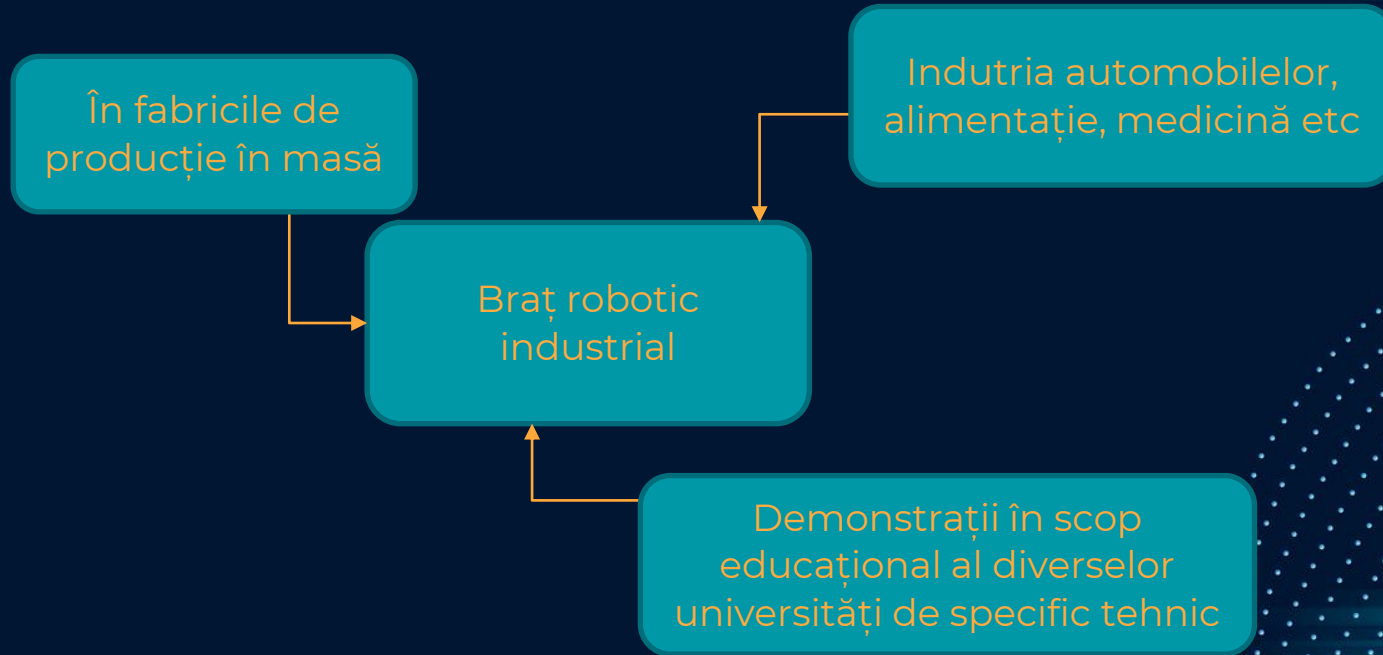 În fabricile de
producție în masă
Indutria automobilelor,
alimentație, medicină etc
Braț robotic
industrial
Demonstrații în scop
educațional al diverselor
universități de specific tehnic